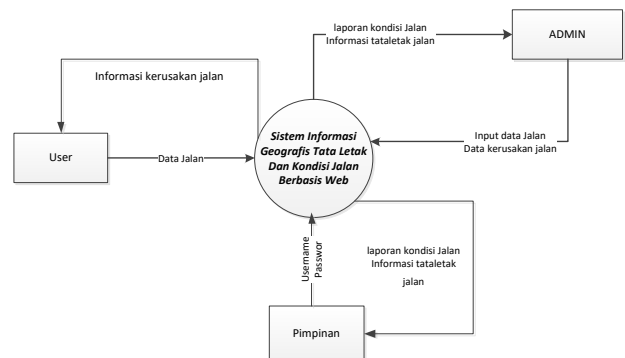 laporan kondisi Jalan
Informasi tataletak jalan
ADMIN
Informasi kerusakan jalan
Input data Jalan
Data kerusakan jalan
Sistem Informasi
Geografis Tata Letak
Dan Kondisi Jalan
Berbasis Web
User
Data Jalan
Username
Passwor
laporan kondisi Jalan
Informasi tataletak
jalan
Pimpinan